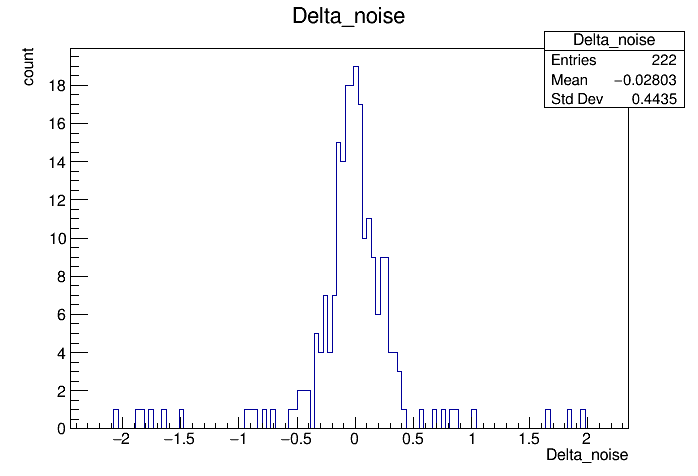 Delta_noise
count
Delta_noise
Entries 222
Mean −0.02803
Std Dev 0.4435
18
16
14
12
10
8
6
4
2
0
−2 −1.5 −1 −0.5 0 0.5 1 1.5 2
Delta_noise